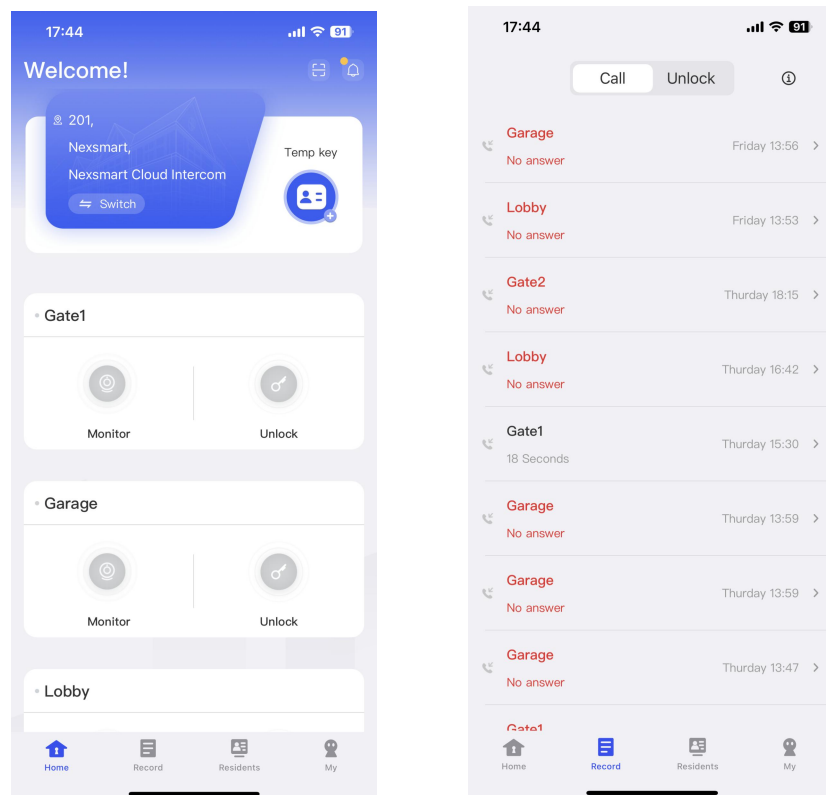 17:44
91
Welcome!
201,
Nexsmart,
Nexsmart Cloud Intercom
Switch
Temp key
Gate1
Monitor
Unlock
Garage
Monitor
Unlock
Lobby
Home
Record
Residents
My
17:44
91
Call
Unlock
Garage
Friday 13:56
No answer
Lobby
Friday 13:53
No answer
Gate2
Thurday 18:15
No answer
Lobby
Thurday 16:42
No answer
Gate1
Thurday 15:30
18 Seconds
Garage
Thurday 13:59
No answer
Garage
Thurday 13:59
No answer
Garage
Thurday 13:47
No answer
Gate1
Home
Record
Residents
My